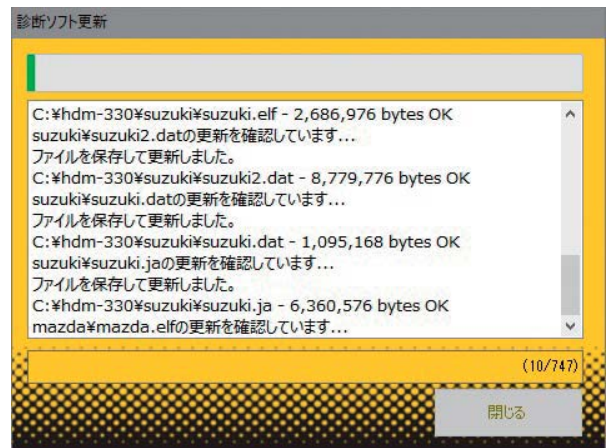 診断ソフト更新
C:¥hdm-330¥suzuki¥suzuki.elf - 2,686,976 bytes OK
suzuki¥suzuki2.datの更新を確認しています...
ファイルを保存して更新しました。
C:¥hdm-330¥suzuki¥suzuki2.dat - 8,779,776 bytes OK
suzuki¥suzuki.datの更新を確認しています...
ファイルを保存して更新しました。
C:¥hdm-330¥suzuki¥suzuki.dat - 1,095,168 bytes OK
suzuki¥suzuki.jaの更新を確認しています...
ファイルを保存して更新しました。
C:¥hdm-330¥suzuki¥suzuki.ja - 6,360,576 bytes OK
mazda¥mazda.elfの更新を確認しています...
(10/747)
閉じる